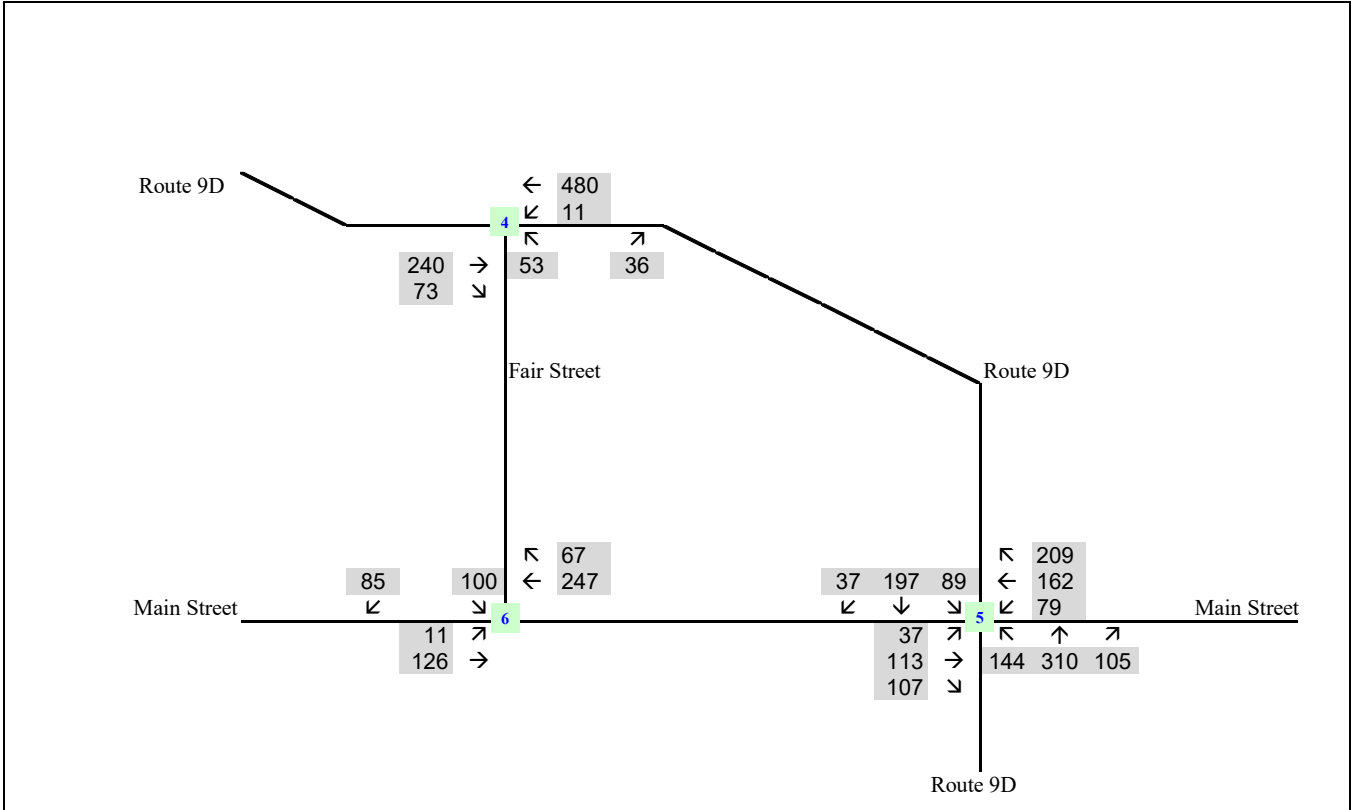 Route 9D
← 480
4
↙ 11
240 → 53 36
73 ↘
Fair Street
Route 9D
67
85 100 ← 247
Main Street
6
11
126 →
209
37 197 89 ← 162
79
Main Street
5
37
113 → 144 310 105
107 ↘
Route 9D